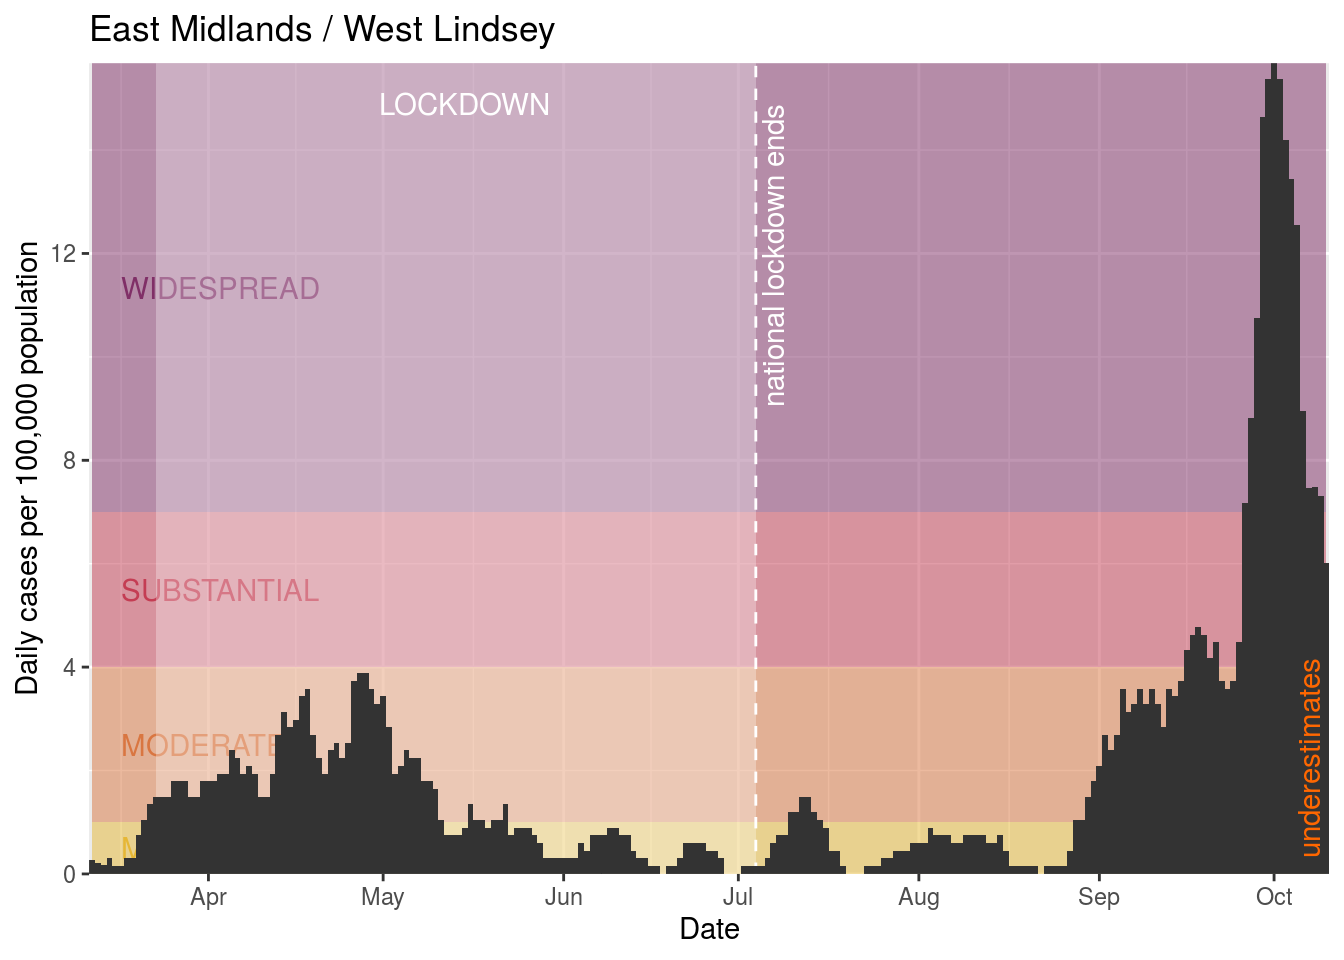 East Midlands / West Lindsey
LOCKDOWN
national lockdown ends
WIDESPREAD
SUBSTANTIAL
MODERATE
underestimates
Daily cases per 100,000 population
12
8
4
0
Apr
May
Jun
Jul
Aug
Sep
Oct
Date